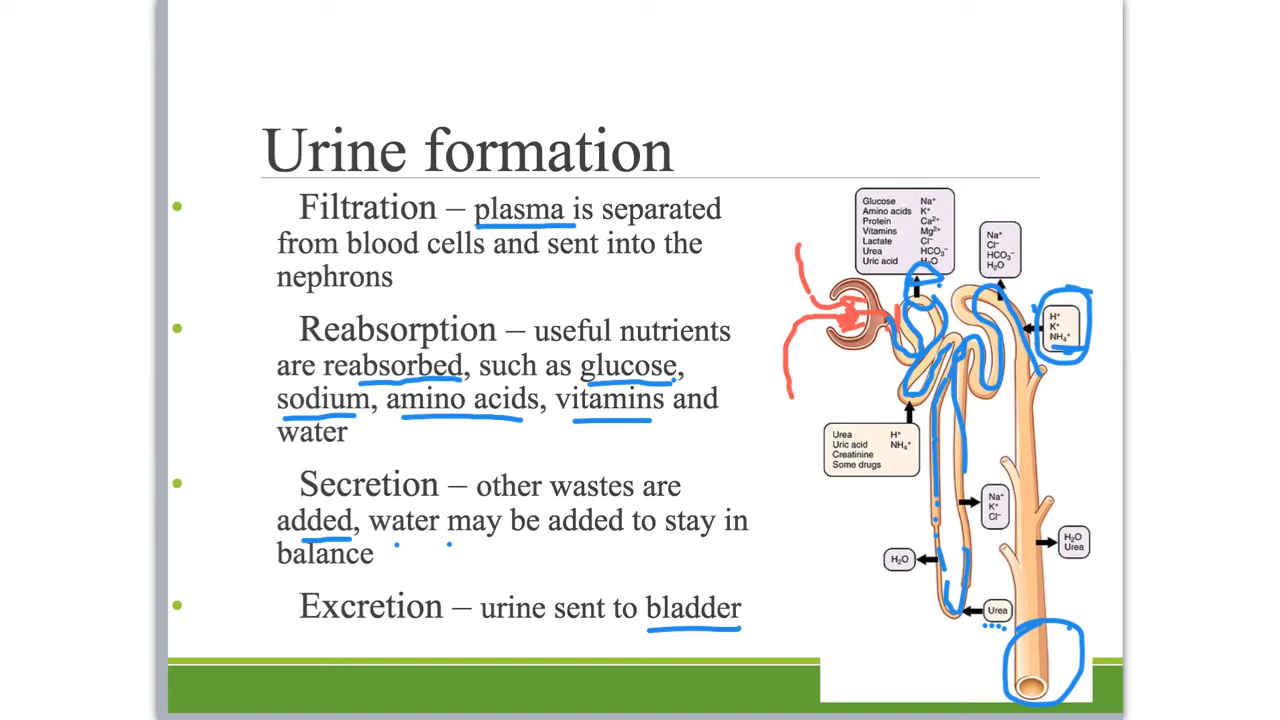 Urine formation
• Filtration – plasma is separated
from blood cells and sent into the
nephrons
• Reabsorption – useful nutrients
are reabsorbed, such as glucose,
sodium, amino acids, vitamins and
water
• Secretion – other wastes are
added, water may be added to stay in
balance
• Excretion – urine sent to bladder
Glucose Na⁺
Amino acids K⁺
Protein Ca²⁺
Vitamins Mg²⁺
Lactate Cl⁻
Urea HCO₃⁻
Uric acid H₂O
Na⁺
Cl⁻
HCO₃⁻
H₂O
H⁺
K⁺
NH₄⁺
Urea H⁺
Uric acid NH₄⁺
Creatinine
Some drugs
Na⁺
K⁺
Cl⁻
H₂O
Urea
H₂O
Urea